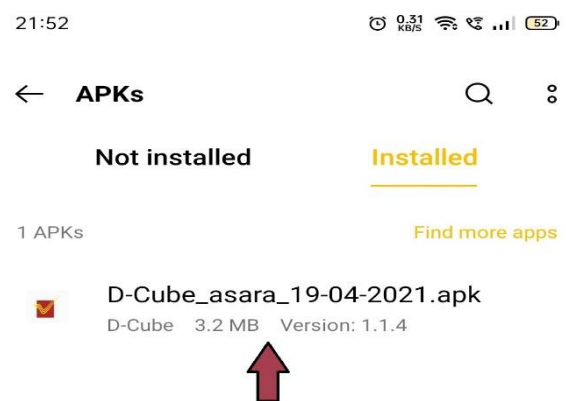 21:52 0.31 KB/S 52
APKs
Not installed Installed
1 APKs Find more apps
D-Cube_asara_19-04-2021.apk
D-Cube 3.2 MB Version: 1.1.4